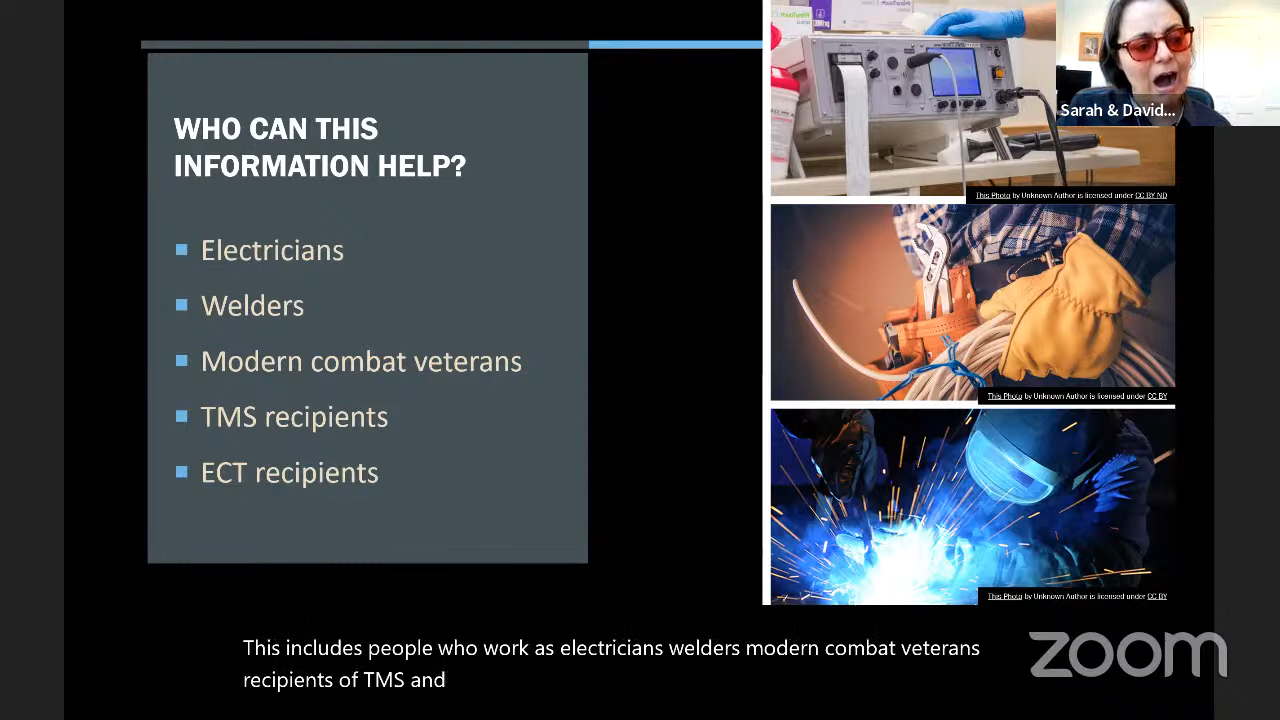 WHO CAN THIS
INFORMATION HELP?
Electricians
Welders
Modern combat veterans
TMS recipients
ECT recipients
Sarah & David...
This Photo by Unknown Author is licensed under CC BY ND
This Photo by Unknown Author is licensed under CC BY
This Photo by Unknown Author is licensed under CC BY
This includes people who work as electricians welders modern combat veterans
recipients of TMS and
zoom